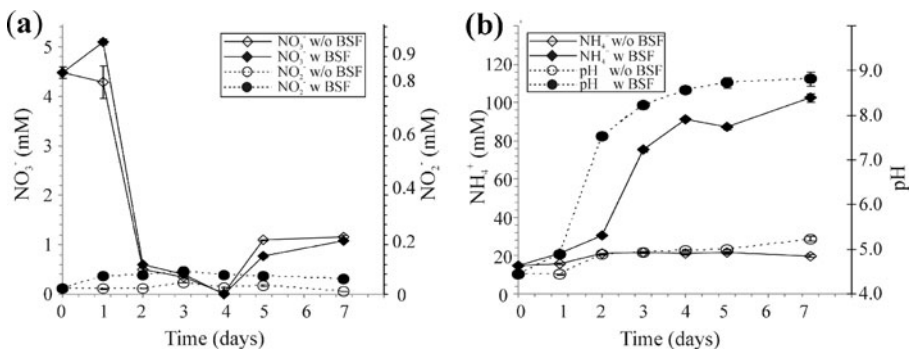 (a)
NO₃⁻ w/o BSF
NO₃⁻ w BSF
NO₂⁻ w/o BSF
NO₂⁻ w BSF
5
4
3
2
1
0
NO₃⁻ (mM)
0.8
0.6
0.4
0.2
0
NO₂⁻ (mM)
0 1 2 3 4 5 6 7
Time (days)
(b)
NH₄⁻ w/o BSF
NH₄⁻ w BSF
pH w/o BSF
pH w BSF
120
100
80
60
40
20
0
NH₄⁺ (mM)
9.0
8.0
7.0
6.0
5.0
4.0
pH
0 1 2 3 4 5 6 7
Time (days)